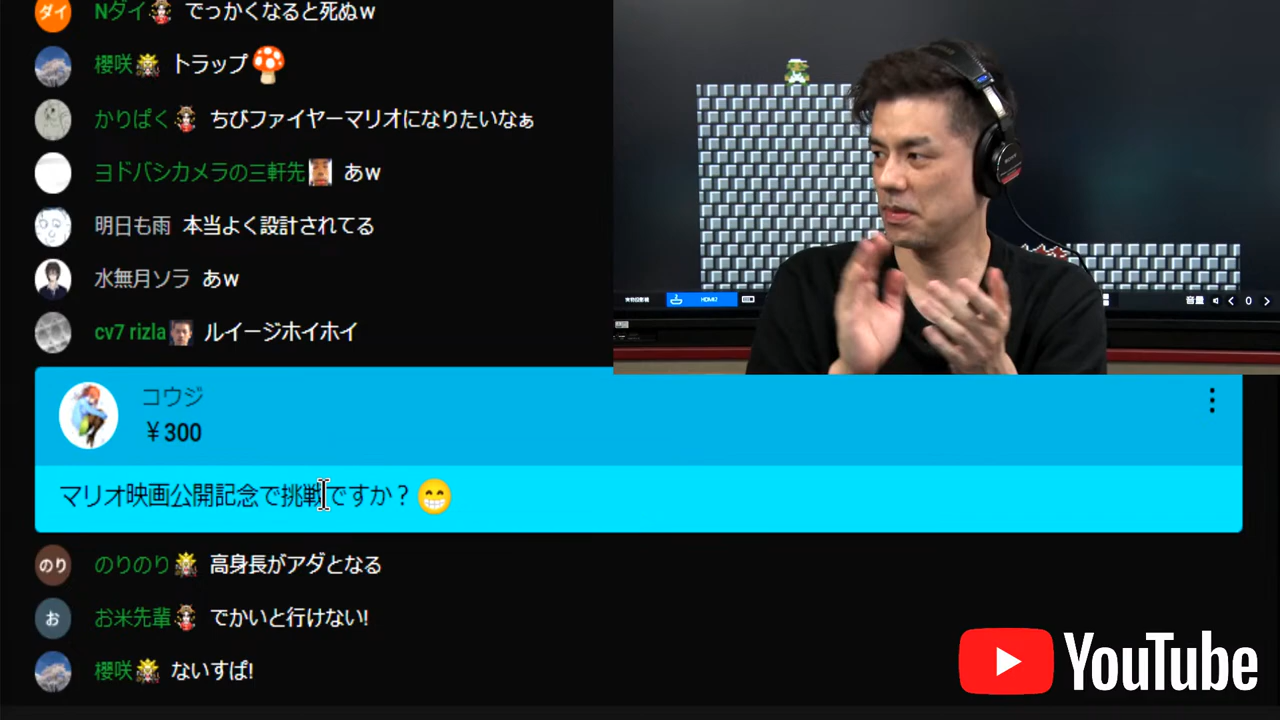 ダイ Nダイ でっかくなると死ぬw
櫻咲 トラップ
かりぱく ちびファイヤーマリオになりたいなぁ
ヨドバシカメラの三軒先 あw
明日も雨 本当よく設計されてる
水無月ソラ あw
cv7 rizla ルイージホイホイ
コウジ
￥300
マリオ映画公開記念で挑戦ですか？
のり のりのり 高身長がアダとなる
お お米先輩 でかいと行けない!
櫻咲 ないすぱ!
HDMI2
音量 0
SONY
YouTube